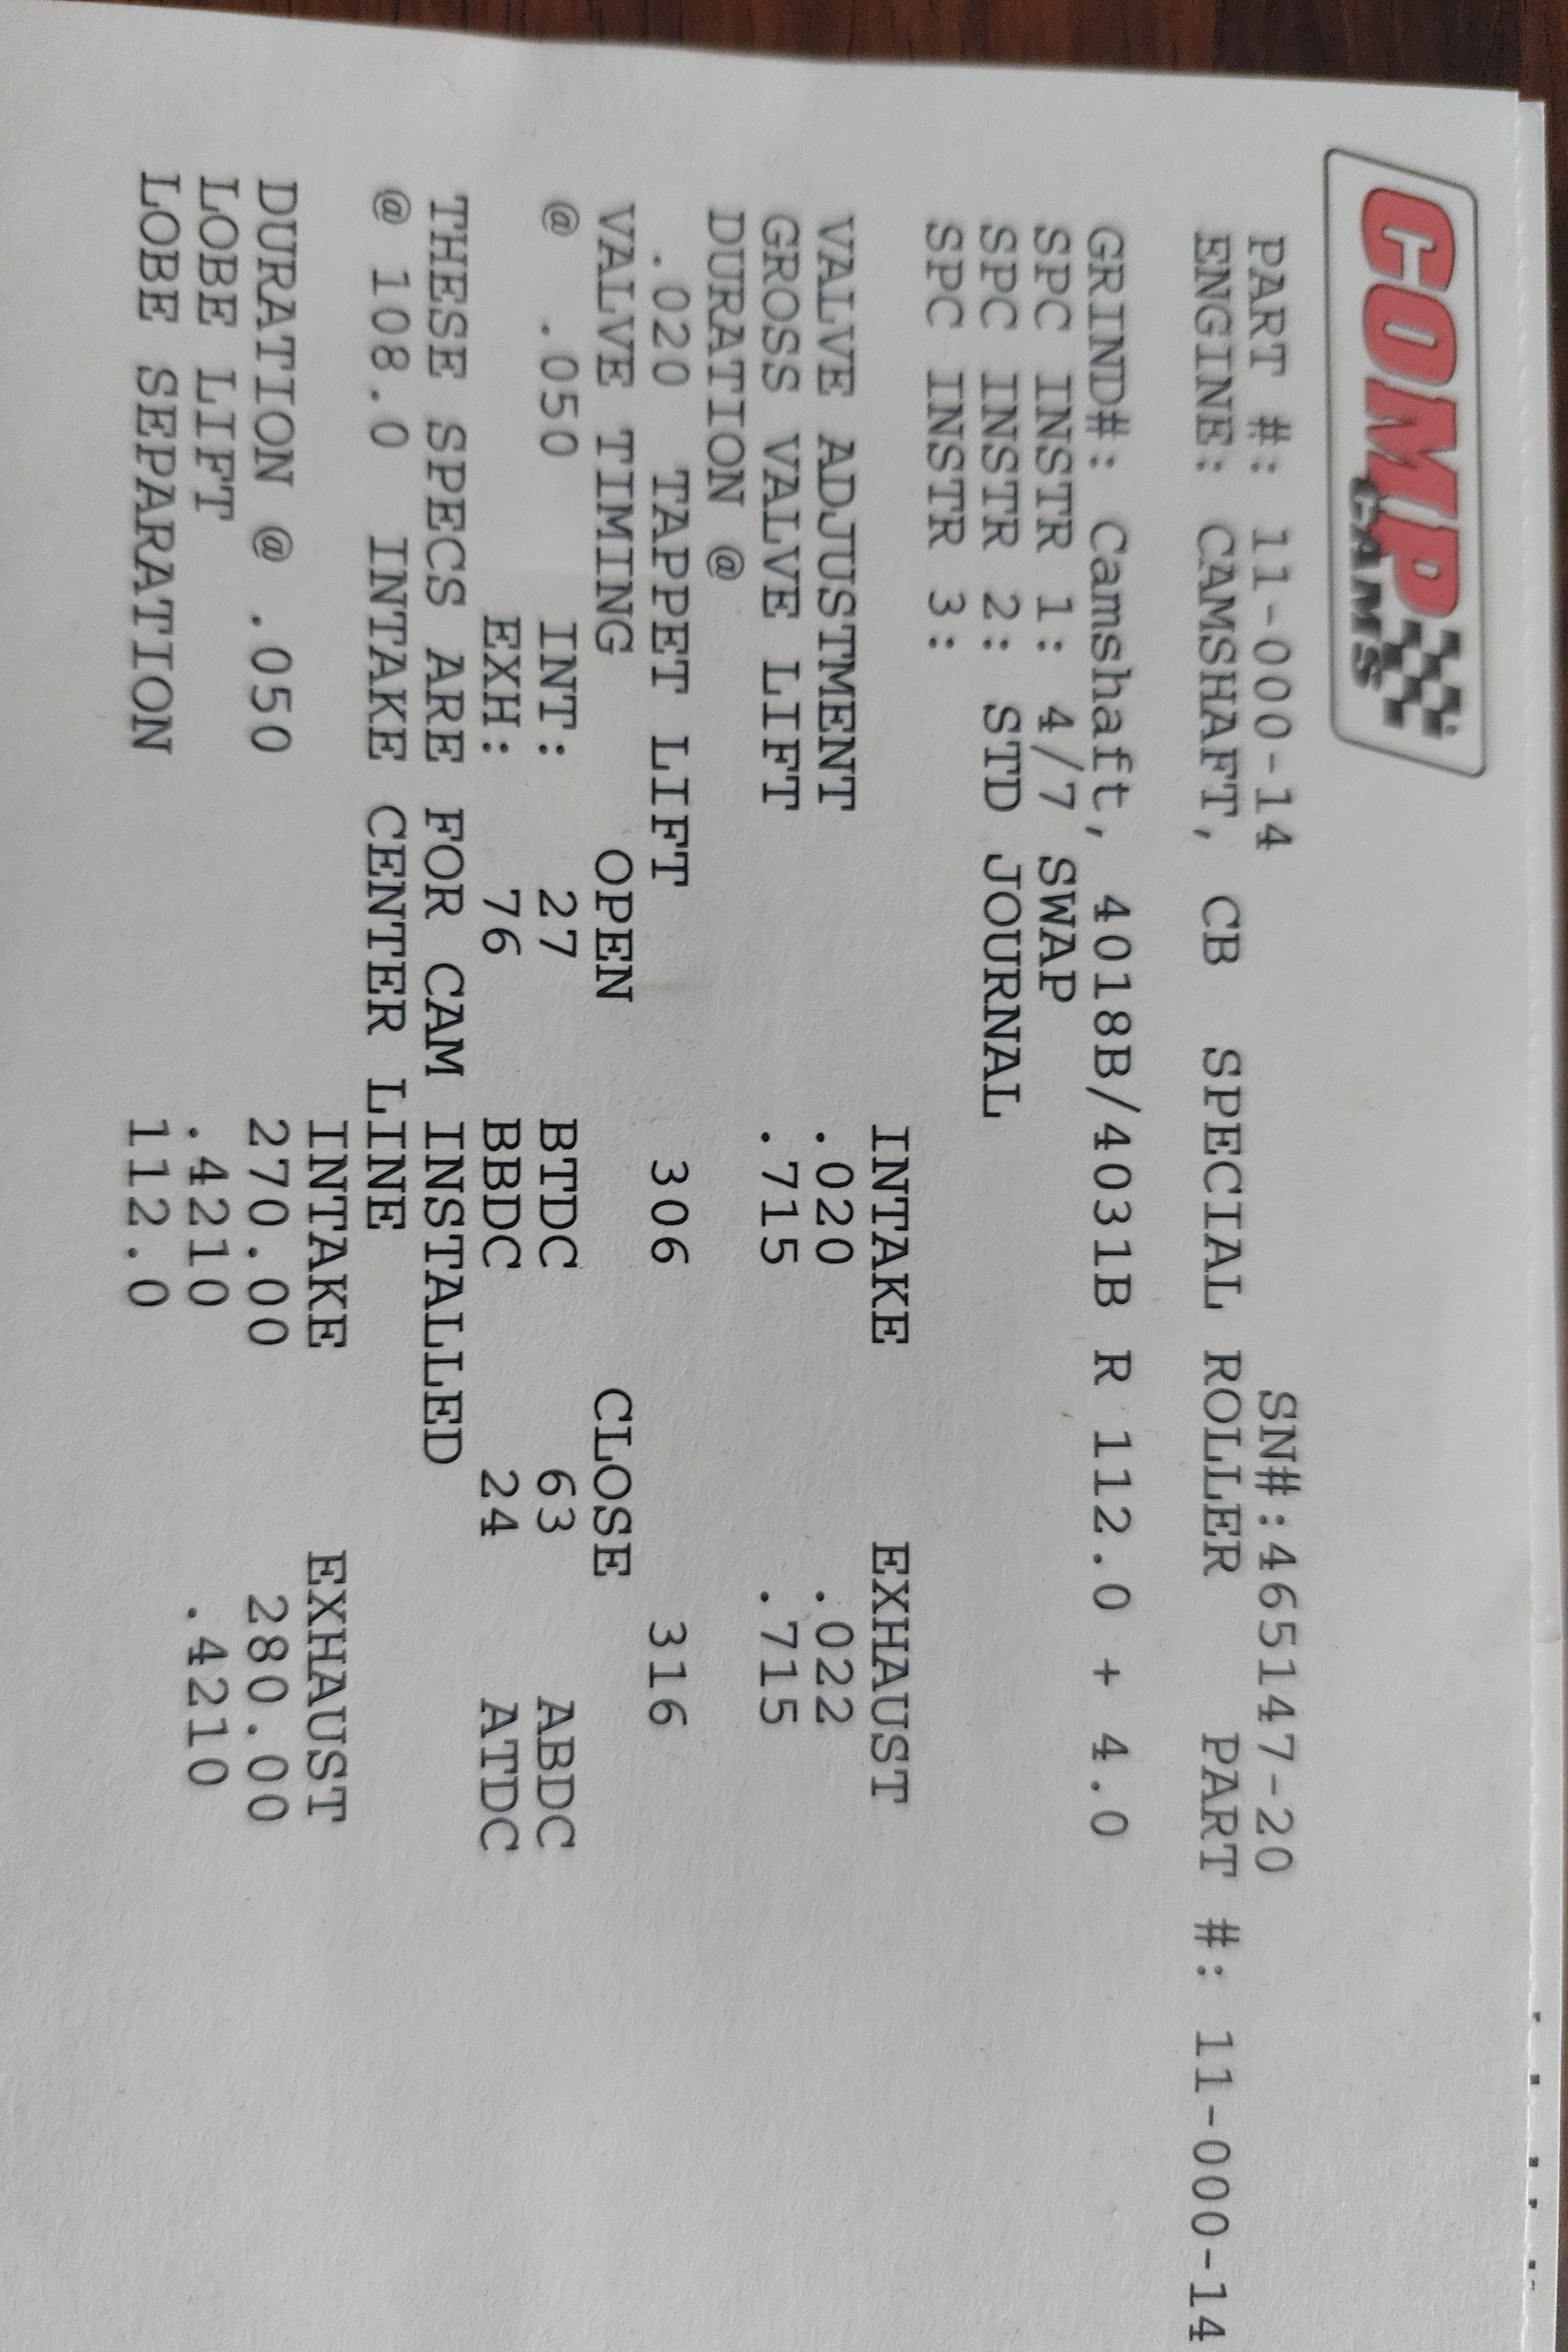 COMP
CAMS
PART #: 11-000-14 SN#:465147-20
ENGINE: CAMSHAFT, CB SPECIAL ROLLER PART #: 11-000-14
GRIND#: Camshaft, 4018B/4031B R 112.0 + 4.0
SPC INSTR 1: 4/7 SWAP
SPC INSTR 2: STD JOURNAL
SPC INSTR 3:
INTAKE EXHAUST
VALVE ADJUSTMENT .020 .022
GROSS VALVE LIFT .715 .715
DURATION @
.020 TAPPET LIFT 306 316
VALVE TIMING OPEN CLOSE
@ .050 INT: 27 BTDC 63 ABDC
EXH: 76 BBDC 24 ATDC
THESE SPECS ARE FOR CAM INSTALLED
@ 108.0 INTAKE CENTER LINE
INTAKE EXHAUST
DURATION @ .050 270.00 280.00
LOBE LIFT .4210 .4210
LOBE SEPARATION 112.0